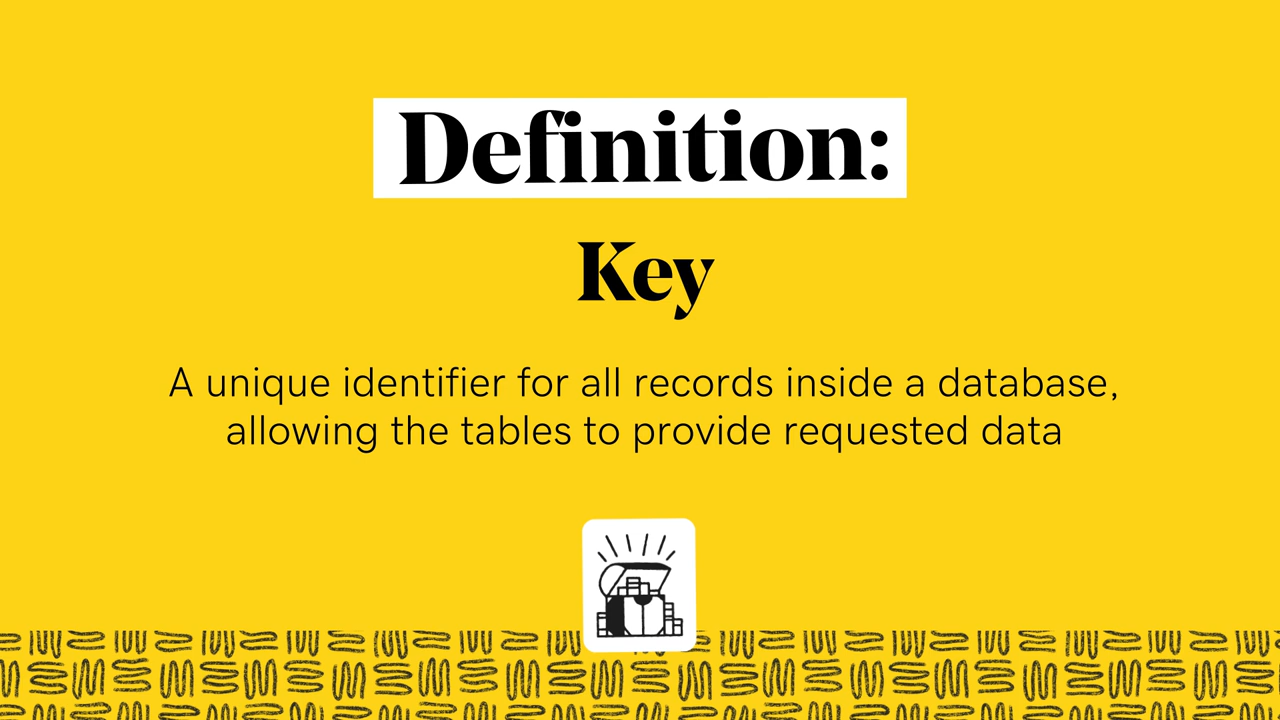 Definition:
Key
A unique identifier for all records inside a database,
allowing the tables to provide requested data